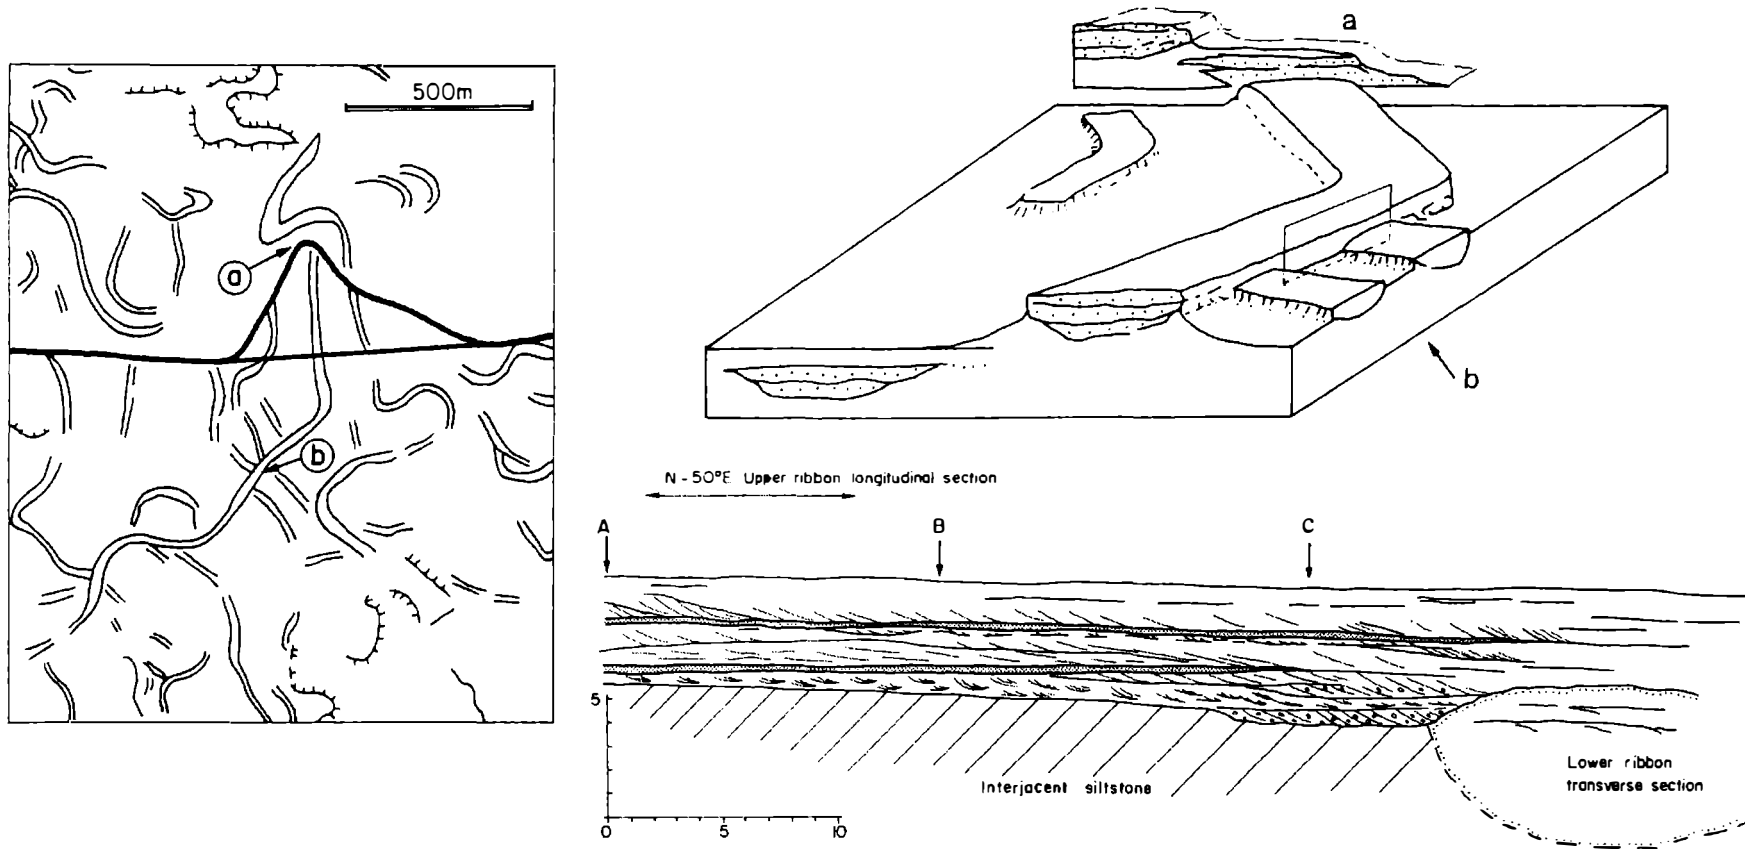 500m
a
b
a
b
N - 50°E Upper ribbon longitudinal section
A
B
C
5
Interjacent siltstone
Lower ribbon
transverse section
0
5
10